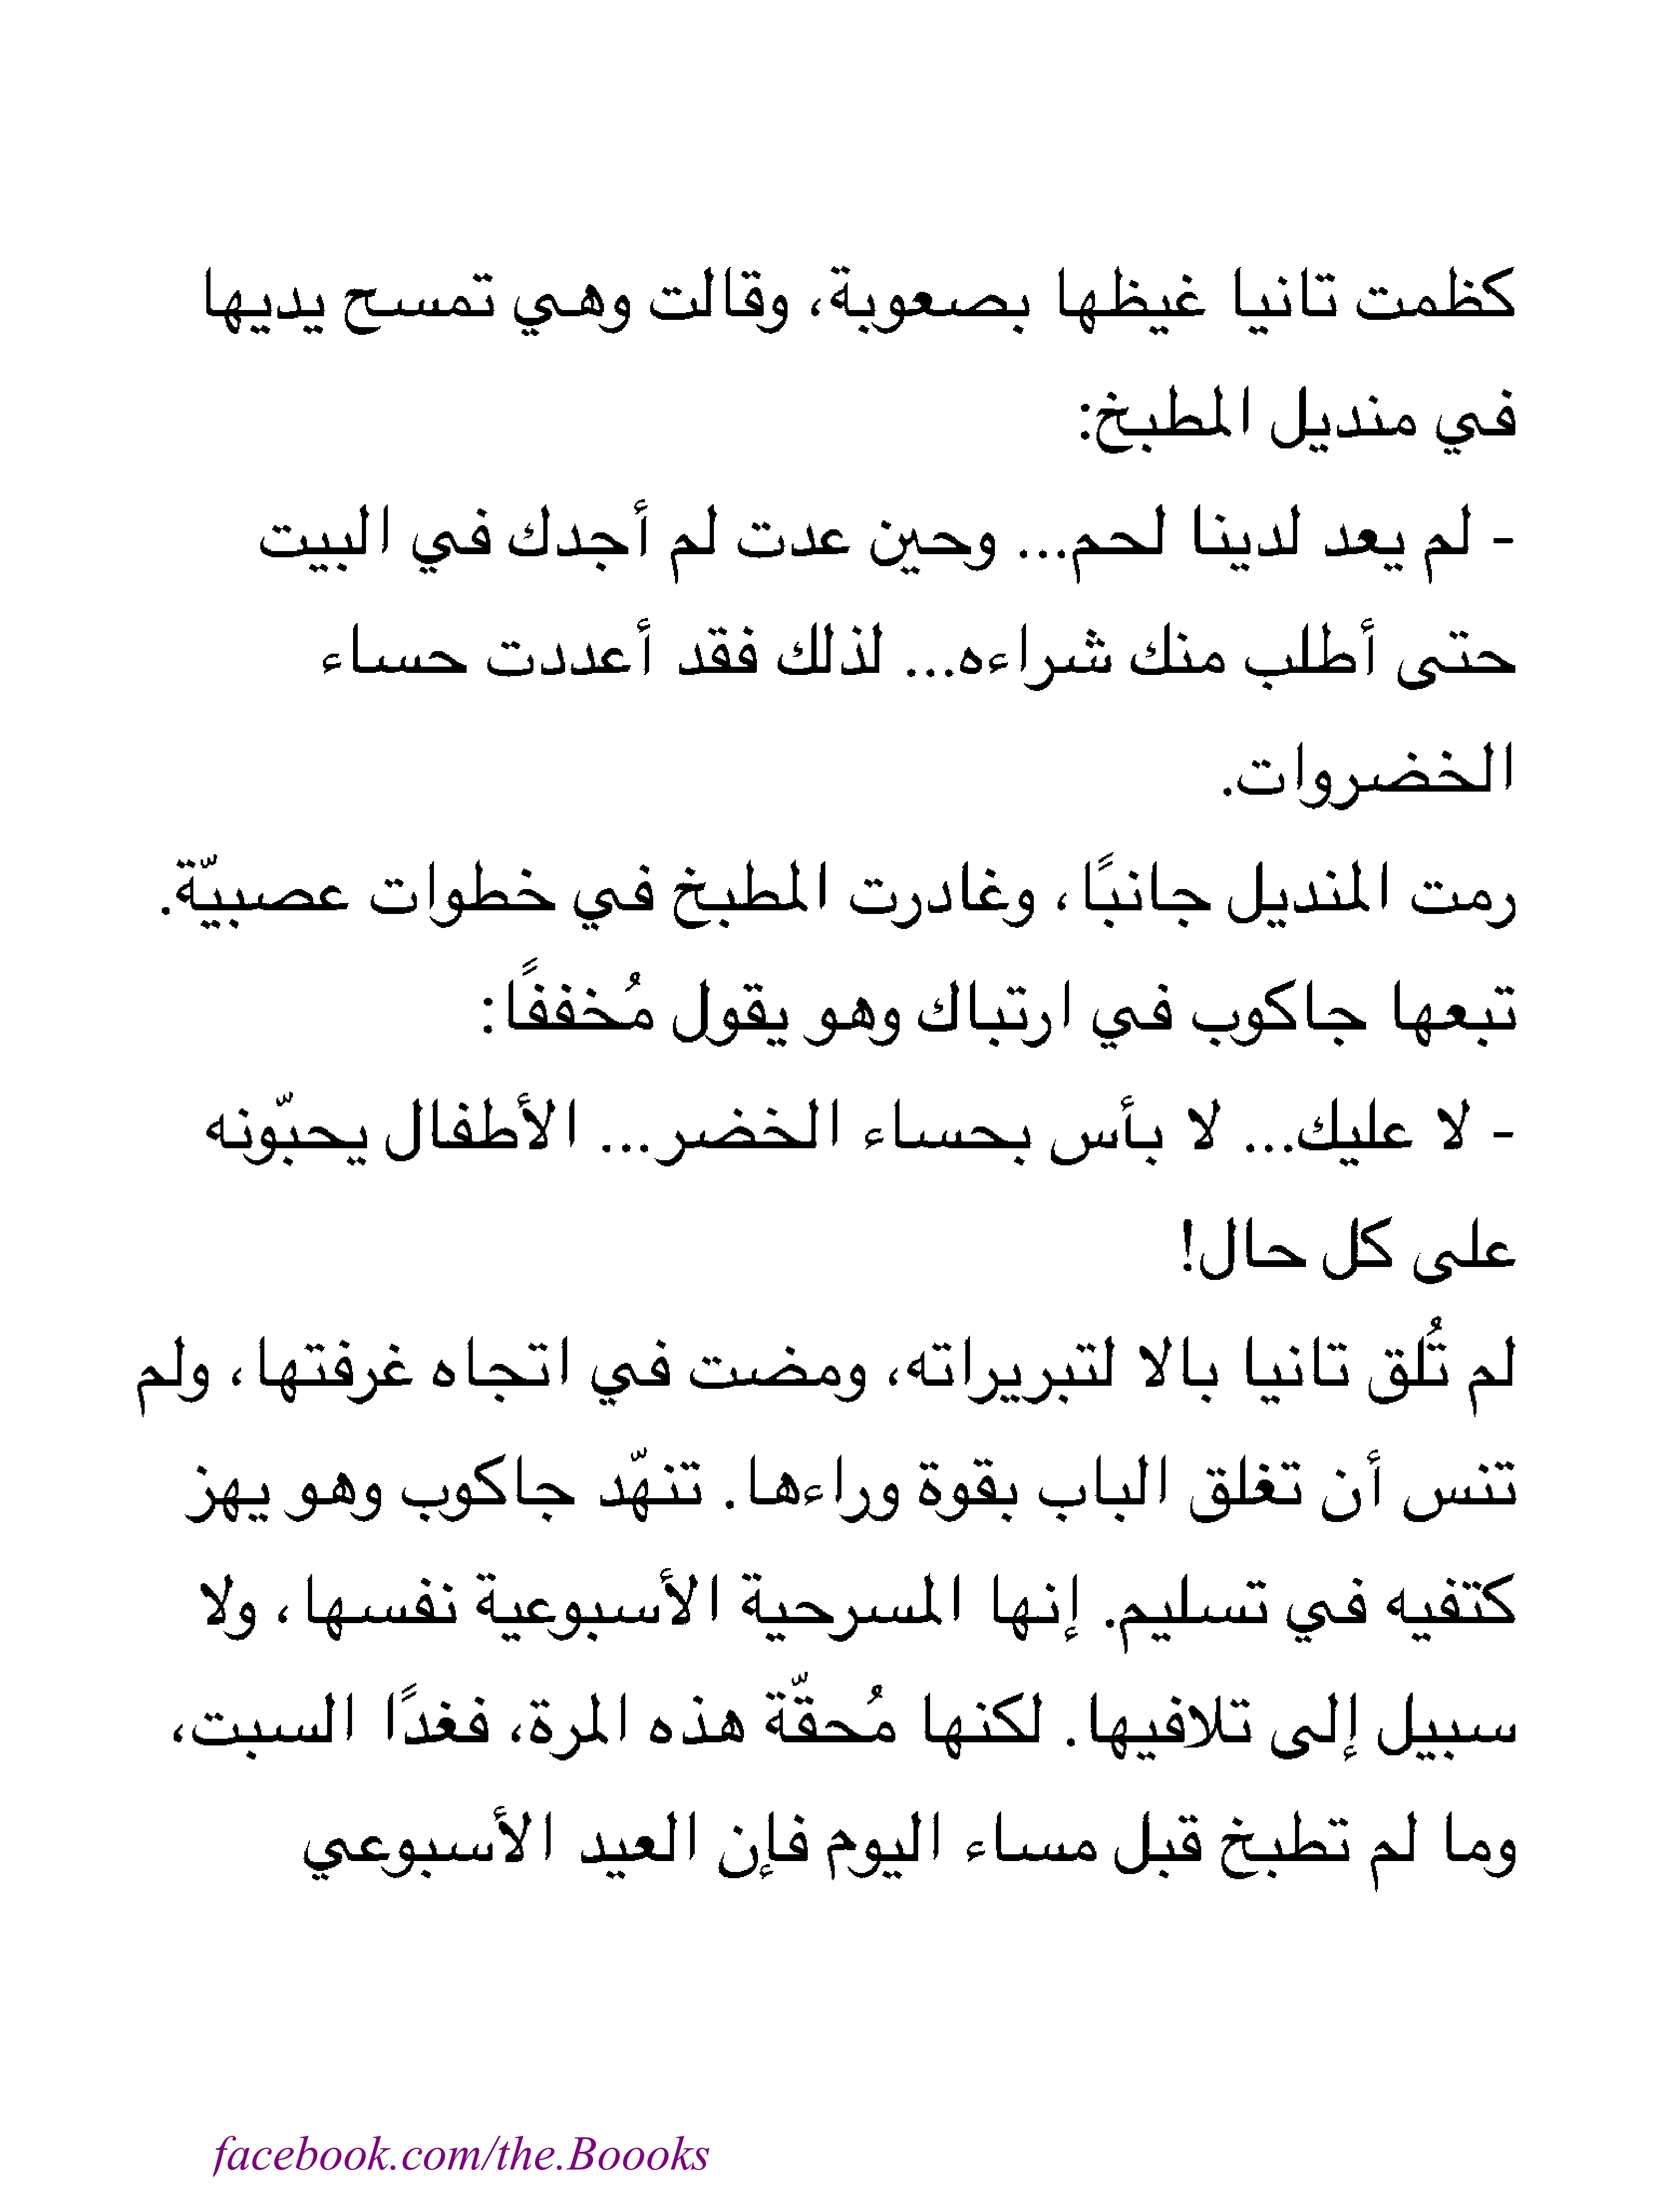 كظمت تانيا غيظها بصعوبة، وقالت وهي تمسح يديها
في منديل المطبخ:
- لم يعد لدينا لحم... وحين عدت لم أجدك في البيت
حتى أطلب منك شراءه... لذلك فقد أعددت حساء
الخضروات.
رمت المنديل جانبًا، وغادرت المطبخ في خطوات عصبيّة.
تبعها جاكوب في ارتباك وهو يقول مُخففًا:
- لا عليك... لا بأس بحساء الخضر... الأطفال يحبّونه
على كل حال!
لم تُلق تانيا بالا لتبريراته، ومضت في اتجاه غرفتها، ولم
تنس أن تغلق الباب بقوة وراءها. تنهّد جاكوب وهو يهز
كتفيه في تسليم. إنها المسرحية الأسبوعية نفسها، ولا
سبيل إلى تلافيها. لكنها مُحقّة هذه المرة، فغدًا السبت،
وما لم تطبخ قبل مساء اليوم فإن العيد الأسبوعي
facebook.com/the.Boooks